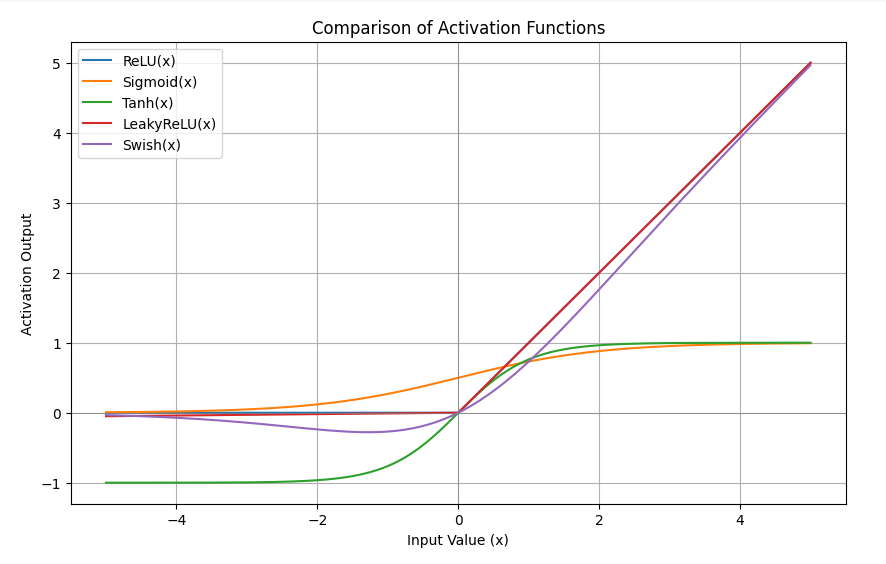 Comparison of Activation Functions
ReLU(x)
Sigmoid(x)
Tanh(x)
LeakyReLU(x)
Swish(x)
Activation Output
5
4
3
2
1
0
−1
−4
−2
0
2
4
Input Value (x)